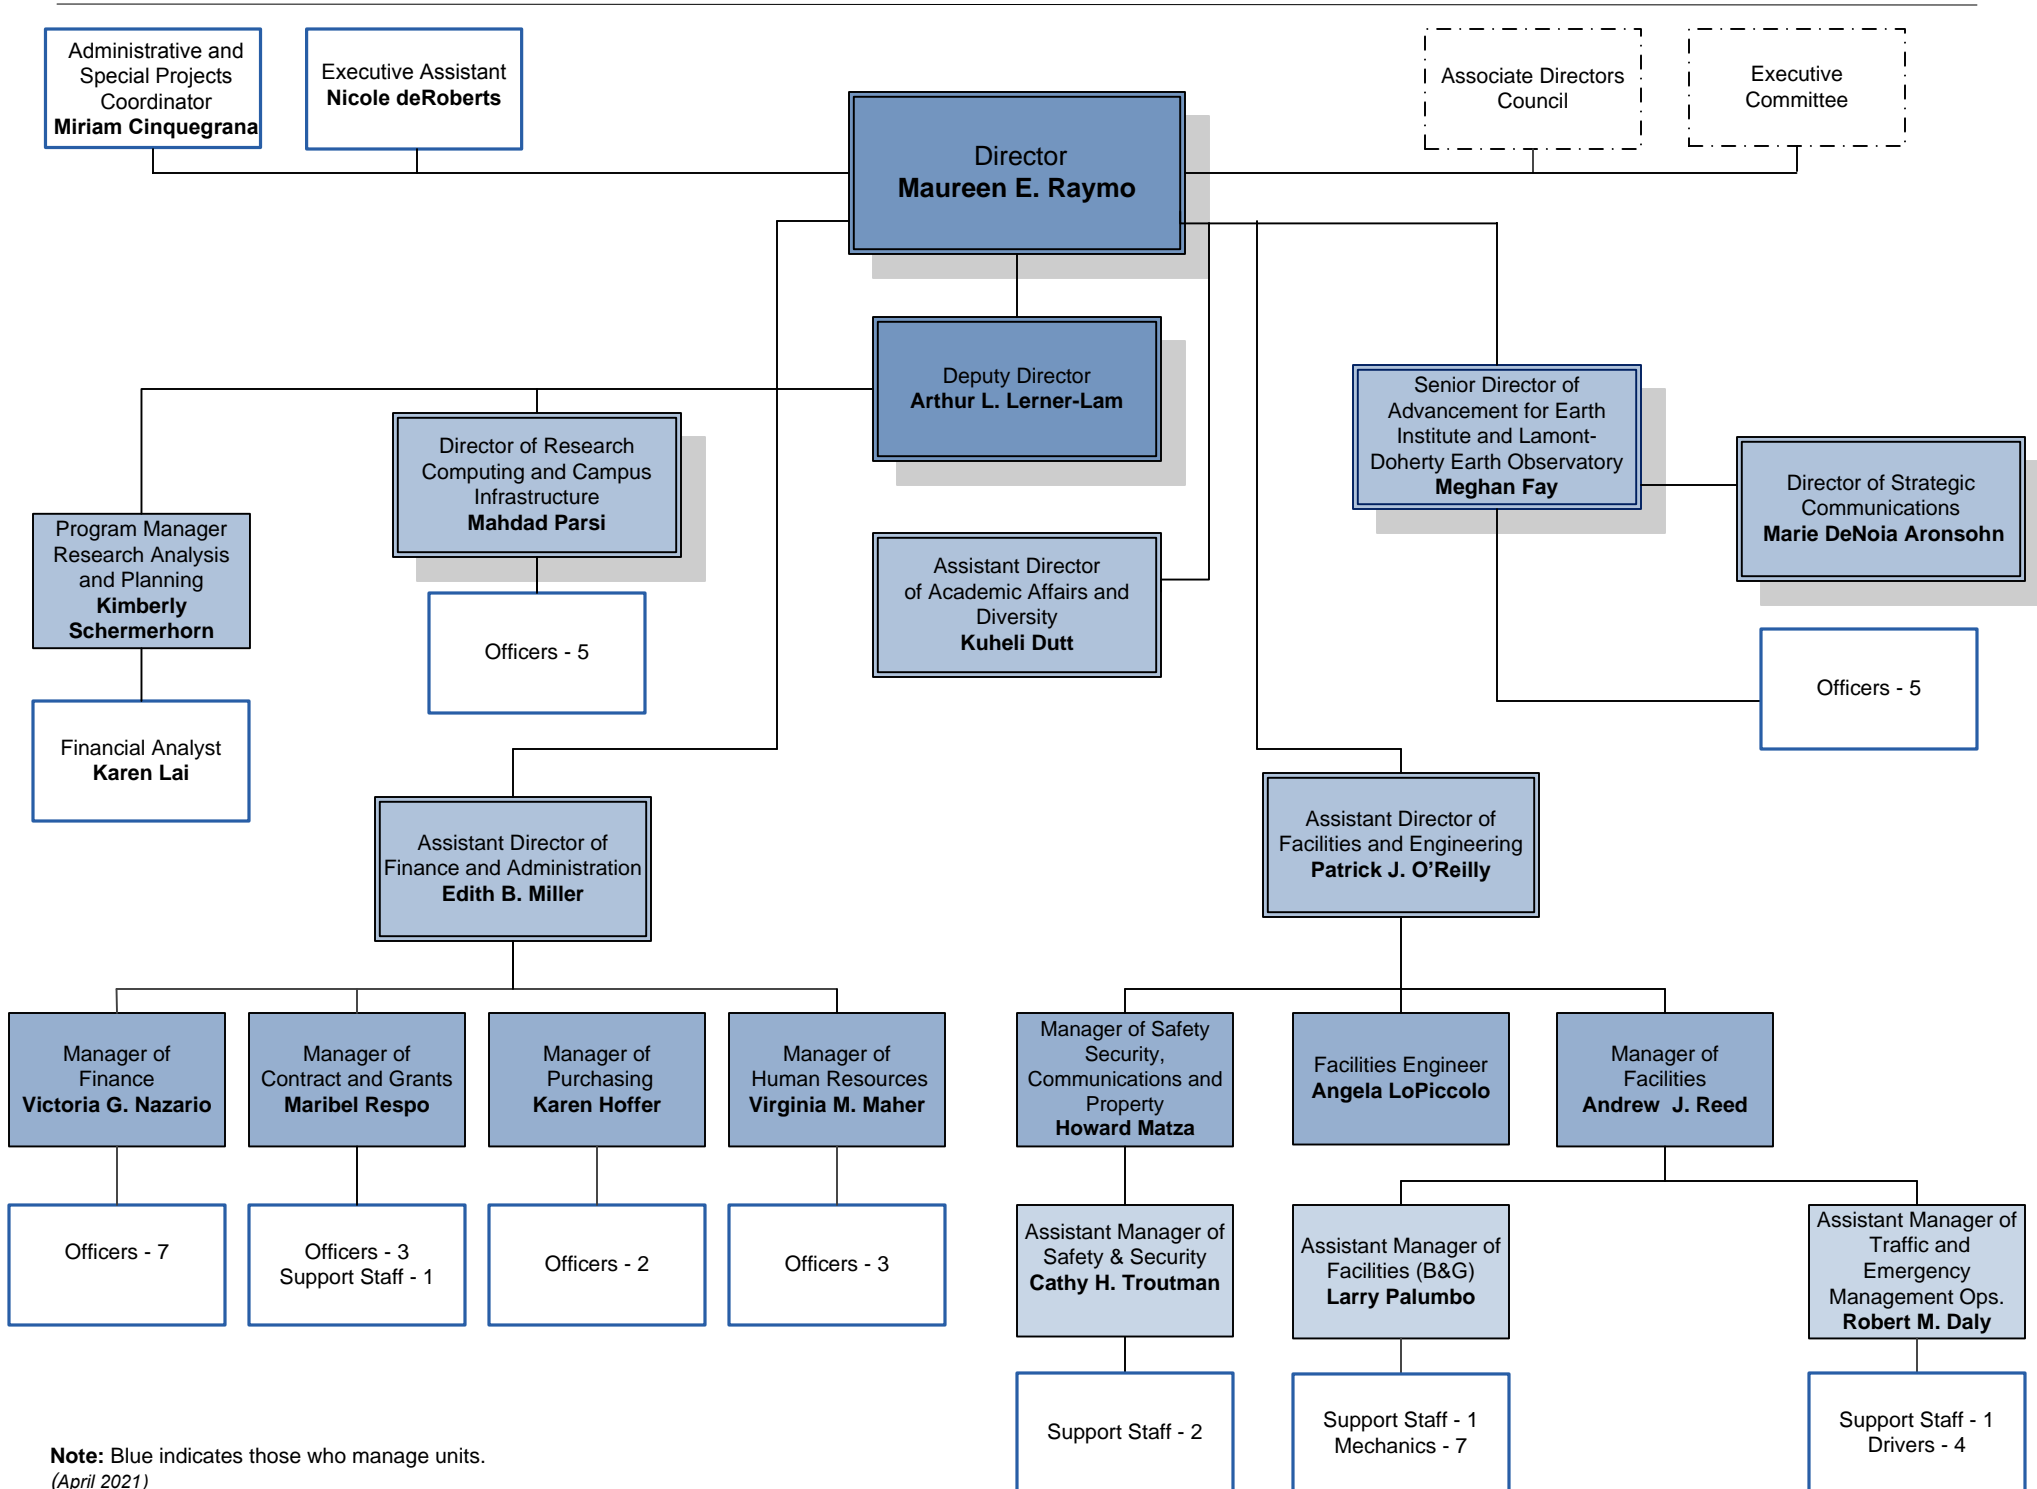 Administrative and
Special Projects
Coordinator
Miriam Cinquegrana
Executive Assistant
Nicole deRoberts
Director
Maureen E. Raymo
Associate Directors
Council
Executive
Committee
Deputy Director
Arthur L. Lerner-Lam
Director of Research
Computing and Campus
Infrastructure
Mahdad Parsi
Senior Director of
Advancement for Earth
Institute and Lamont-
Doherty Earth Observatory
Meghan Fay
Director of Strategic
Communications
Marie DeNoia Aronsohn
Program Manager
Research Analysis
and Planning
Kimberly
Schermerhorn
Assistant Director
of Academic Affairs and
Diversity
Kuheli Dutt
Officers - 5
Officers - 5
Financial Analyst
Karen Lai
Assistant Director of
Finance and Administration
Edith B. Miller
Assistant Director of
Facilities and Engineering
Patrick J. O’Reilly
Manager of
Finance
Victoria G. Nazario
Manager of
Contract and Grants
Maribel Respo
Manager of
Purchasing
Karen Hoffer
Manager of
Human Resources
Virginia M. Maher
Manager of Safety
Security,
Communications and
Property
Howard Matza
Facilities Engineer
Angela LoPiccolo
Manager of
Facilities
Andrew  J. Reed
Officers - 7
Officers - 3
Support Staff - 1
Officers - 2
Officers - 3
Assistant Manager of
Safety & Security
Cathy H. Troutman
Assistant Manager of
Facilities (B&G)
Larry Palumbo
Assistant Manager of
Traffic and
Emergency
Management Ops.
Robert M. Daly
Support Staff - 2
Support Staff - 1
Mechanics - 7
Support Staff - 1
Drivers - 4
Note: Blue indicates those who manage units.
(April 2021)